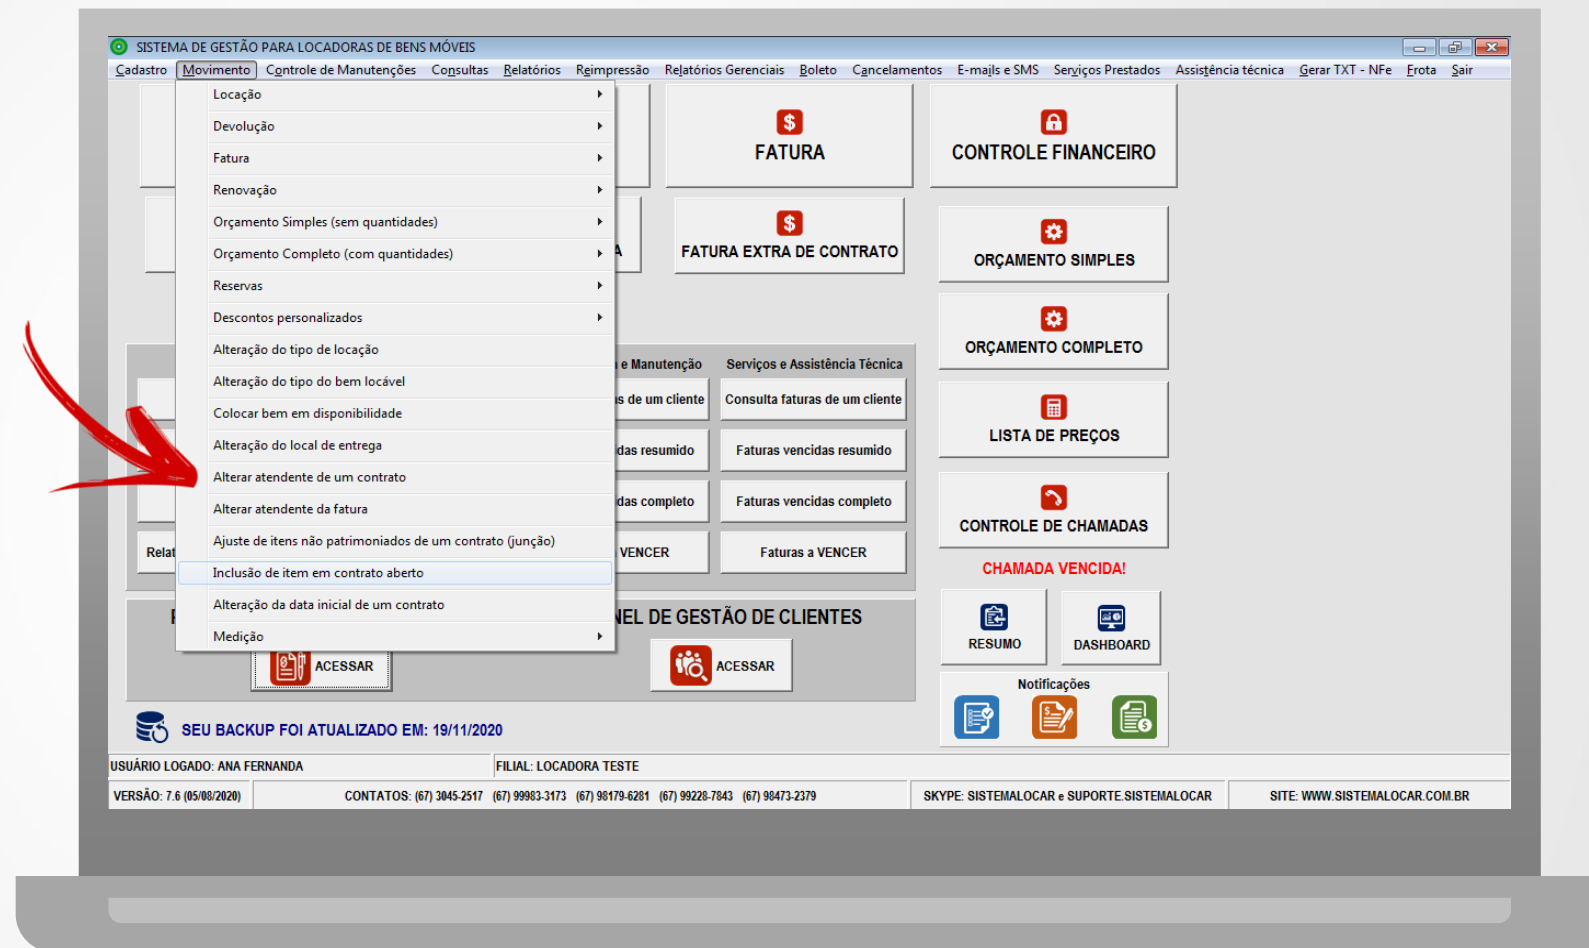 SISTEMA DE GESTÃO PARA LOCADORAS DE BENS MÓVEIS
Cadastro Movimento Controle de Manutenções Consultas Relatórios Reimpressão Relatórios Gerenciais Boleto Cancelamentos E-mails e SMS Serviços Prestados Assistência técnica Gerar TXT - NFe Frota Sair
Locação
Devolução
Fatura
Renovação
Orçamento Simples (sem quantidades)
Orçamento Completo (com quantidades)
Reservas
Descontos personalizados
Alteração do tipo de locação
Alteração do tipo do bem locável
Colocar bem em disponibilidade
Alteração do local de entrega
Alterar atendente de um contrato
Alterar atendente da fatura
Ajuste de itens não patrimoniados de um contrato (junção)
Inclusão de item em contrato aberto
Alteração da data inicial de um contrato
Medição
FATURA
CONTROLE FINANCEIRO
A
FATURA EXTRA DE CONTRATO
ORÇAMENTO SIMPLES
ORÇAMENTO COMPLETO
LISTA DE PREÇOS
CONTROLE DE CHAMADAS
CHAMADA VENCIDA!
RESUMO
DASHBOARD
Notificações
e Manutenção
Serviços e Assistência Técnica
s de um cliente
Consulta faturas de um cliente
das resumido
Faturas vencidas resumido
das completo
Faturas vencidas completo
Relat
VENCER
Faturas a VENCER
NEL DE GESTÃO DE CLIENTES
ACESSAR
ACESSAR
SEU BACKUP FOI ATUALIZADO EM: 19/11/2020
USUÁRIO LOGADO: ANA FERNANDA
FILIAL: LOCADORA TESTE
VERSÃO: 7.6 (05/08/2020)
CONTATOS: (67) 3045-2517 (67) 99983-3173 (67) 98179-6281 (67) 99228-7843 (67) 98473-2379
SKYPE: SISTEMALOCAR e SUPORTE.SISTEMALOCAR
SITE: WWW.SISTEMALOCAR.COM.BR